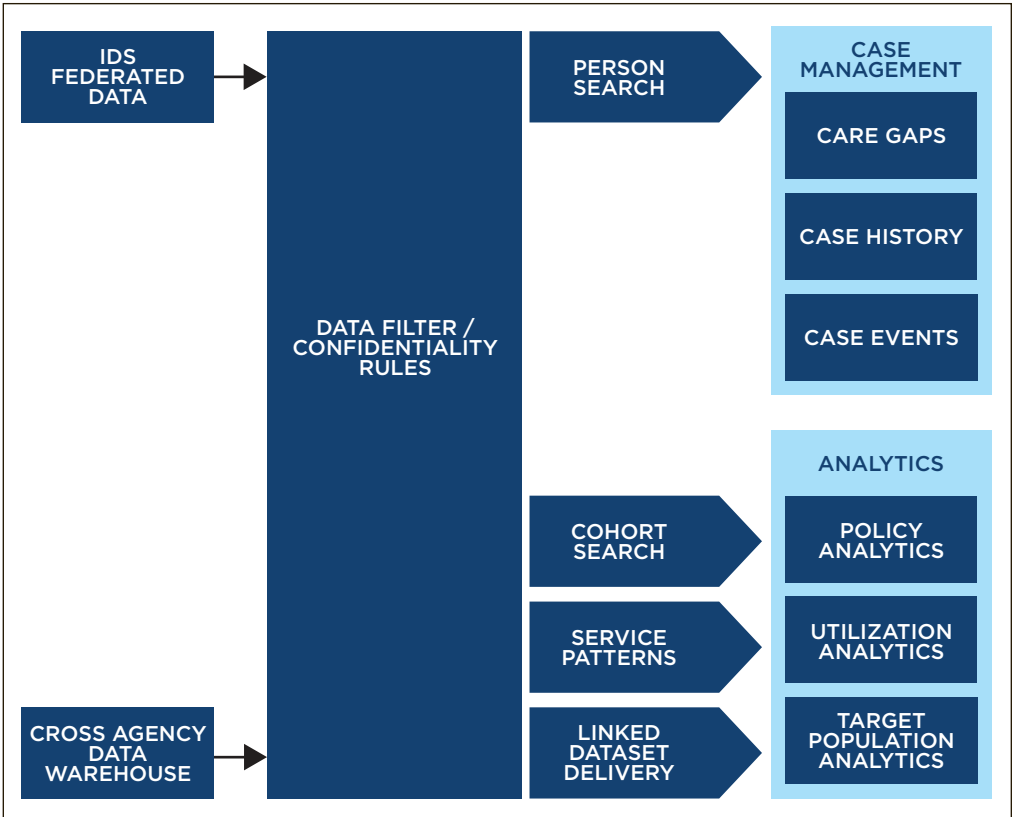 IDS
FEDERATED
DATA
CROSS AGENCY
DATA
WAREHOUSE
DATA FILTER /
CONFIDENTIALITY
RULES
PERSON
SEARCH
COHORT
SEARCH
SERVICE
PATTERNS
LINKED
DATASET
DELIVERY
CASE
MANAGEMENT
CARE GAPS
CASE HISTORY
CASE EVENTS
ANALYTICS
POLICY
ANALYTICS
UTILIZATION
ANALYTICS
TARGET
POPULATION
ANALYTICS